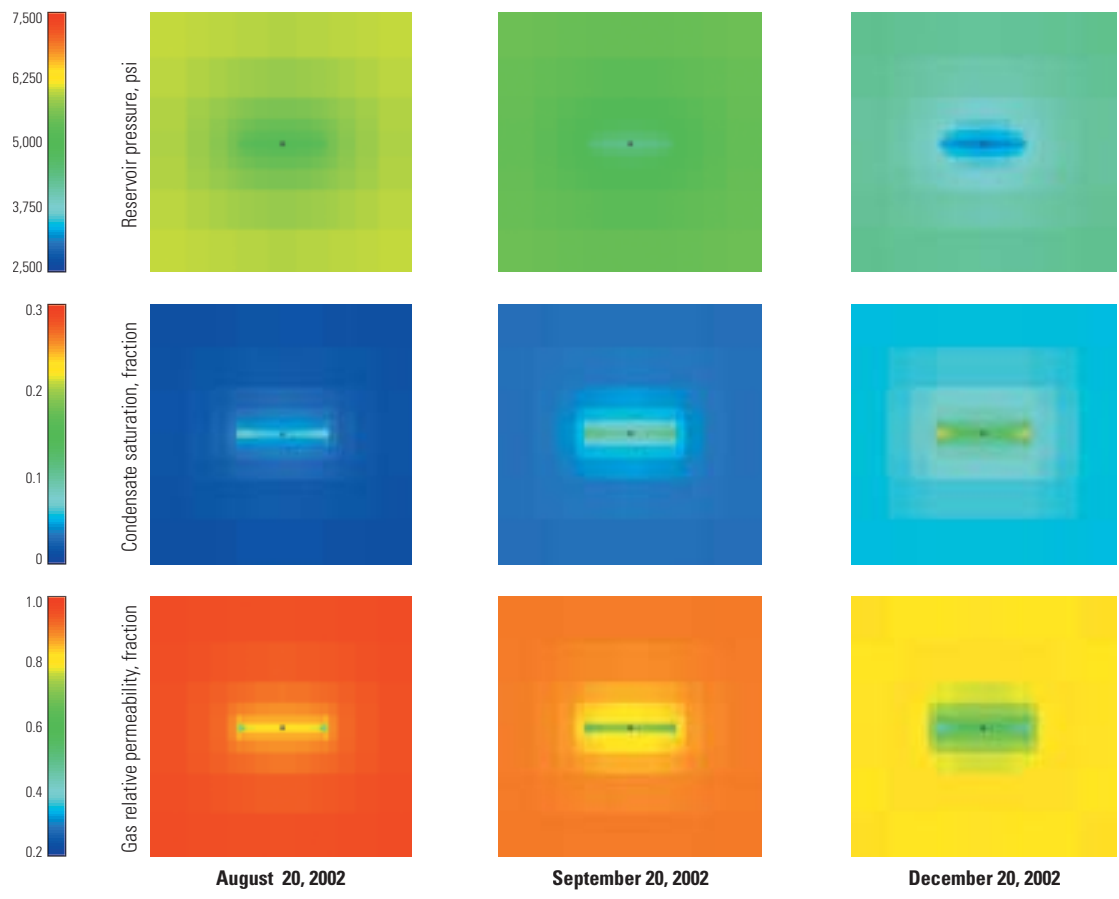 7,500
6,250
5,000
3,750
2,500
Reservoir pressure, psi
0.3
0.2
0.1
0
Condensate saturation, fraction
1.0
0.8
0.6
0.4
0.2
Gas relative permeability, fraction
August 20, 2002
September 20, 2002
December 20, 2002